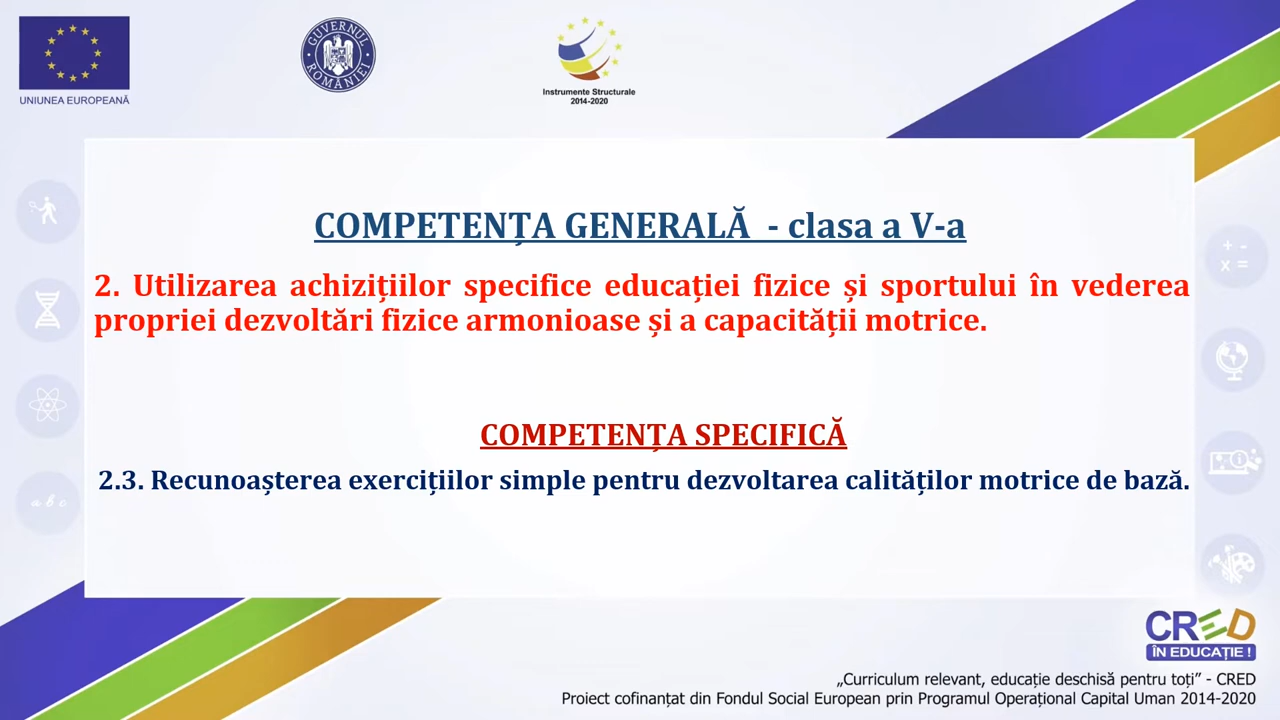 UNIUNEA EUROPEANĂ
GUVERNUL ROMÂNIEI
Instrumente Structurale
2014-2020
COMPETENȚA GENERALĂ - clasa a V-a
2. Utilizarea achizițiilor specifice educației fizice și sportului în vederea
propriei dezvoltări fizice armonioase și a capacității motrice.
COMPETENȚA SPECIFICĂ
2.3. Recunoașterea exercițiilor simple pentru dezvoltarea calităților motrice de bază.
+ -
x =
a b c
CRED
ÎN EDUCAȚIE !
„Curriculum relevant, educație deschisă pentru toți” - CRED
Proiect cofinanțat din Fondul Social European prin Programul Operațional Capital Uman 2014-2020